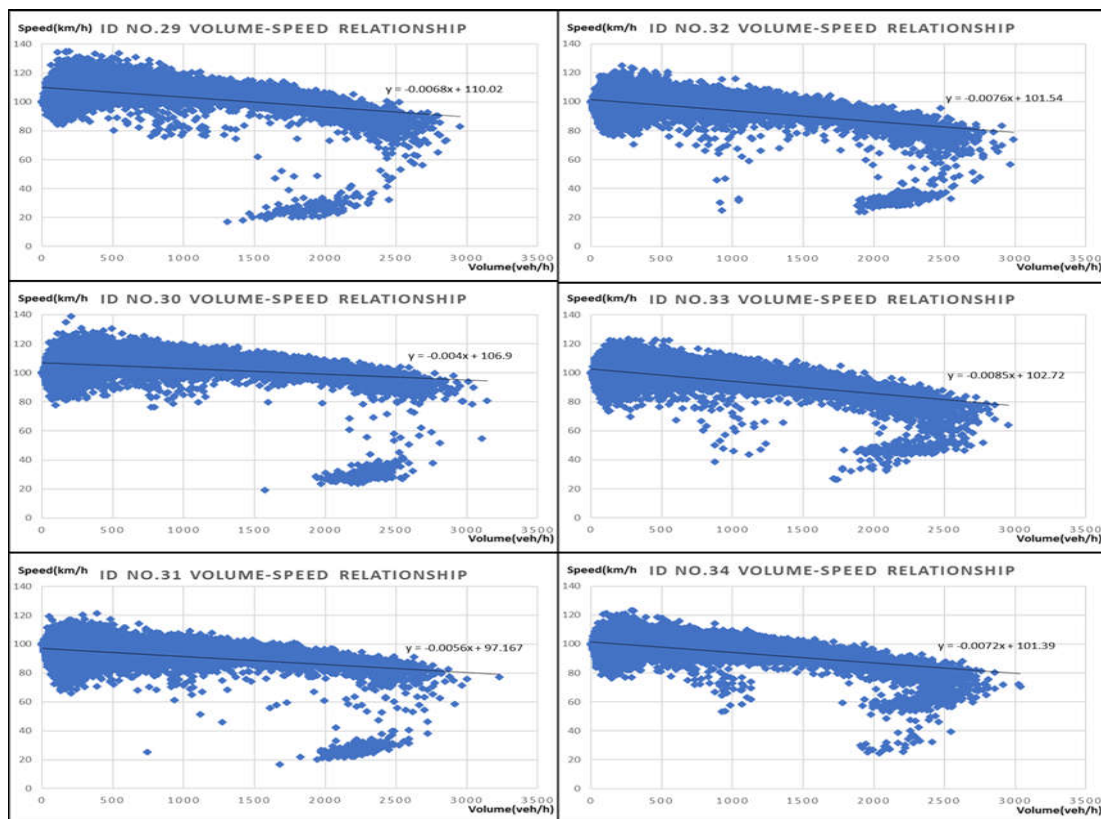 Speed(km/h) ID NO.29 VOLUME-SPEED RELATIONSHIP
140
120
y = -0.0068x + 110.02
100
80
60
40
20
0
0 500 1000 1500 2000 2500 3000 3500
Volume(veh/h)
Speed(km/h ID NO.32 VOLUME-SPEED RELATIONSHIP
140
120
y = -0.0076x + 101.54
100
80
60
40
20
0
0 500 1000 1500 2000 2500 3000 3500
Volume(veh/h)
Speed(km/h ID NO.30 VOLUME-SPEED RELATIONSHIP
140
120
y = -0.004x + 106.9
100
80
60
40
20
0
0 500 1000 1500 2000 2500 3000 3500
Volume(veh/h)
Speed(km/h ID NO.33 VOLUME-SPEED RELATIONSHIP
140
120
y = -0.0085x + 102.72
100
80
60
40
20
0
0 500 1000 1500 2000 2500 3000 3500
Volume(veh/h)
Speed(km/h ID NO.31 VOLUME-SPEED RELATIONSHIP
140
120
100
y = -0.0056x + 97.167
80
60
40
20
0
0 500 1000 1500 2000 2500 3000 3500
Volume(veh/h)
Speed(km/h ID NO.34 VOLUME-SPEED RELATIONSHIP
140
120
100
y = -0.0072x + 101.39
80
60
40
20
0
0 500 1000 1500 2000 2500 3000 3500
Volume(veh/h)